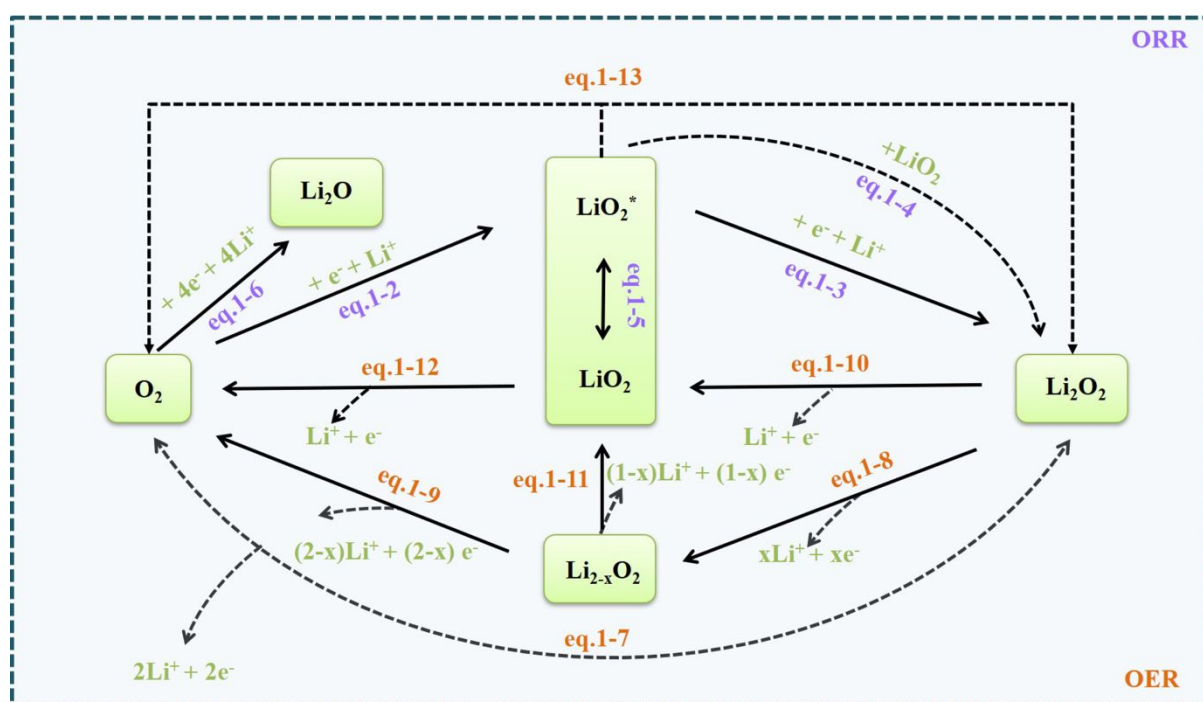 ORR
eq.1-13
+LiO₂
eq.1-4
Li₂O
LiO₂*
+ 4e⁻ + 4Li⁺
eq.1-6
+ e⁻ + Li⁺
eq.1-2
eq.1-5
+ e⁻ + Li⁺
eq.1-3
O₂
eq.1-12
LiO₂
eq.1-10
Li₂O₂
Li⁺ + e⁻
Li⁺ + e⁻
eq.1-9
eq.1-11
(1-x)Li⁺ + (1-x) e⁻
eq.1-8
(2-x)Li⁺ + (2-x) e⁻
Li₂₋ₓO₂
xLi⁺ + xe⁻
eq.1-7
2Li⁺ + 2e⁻
OER